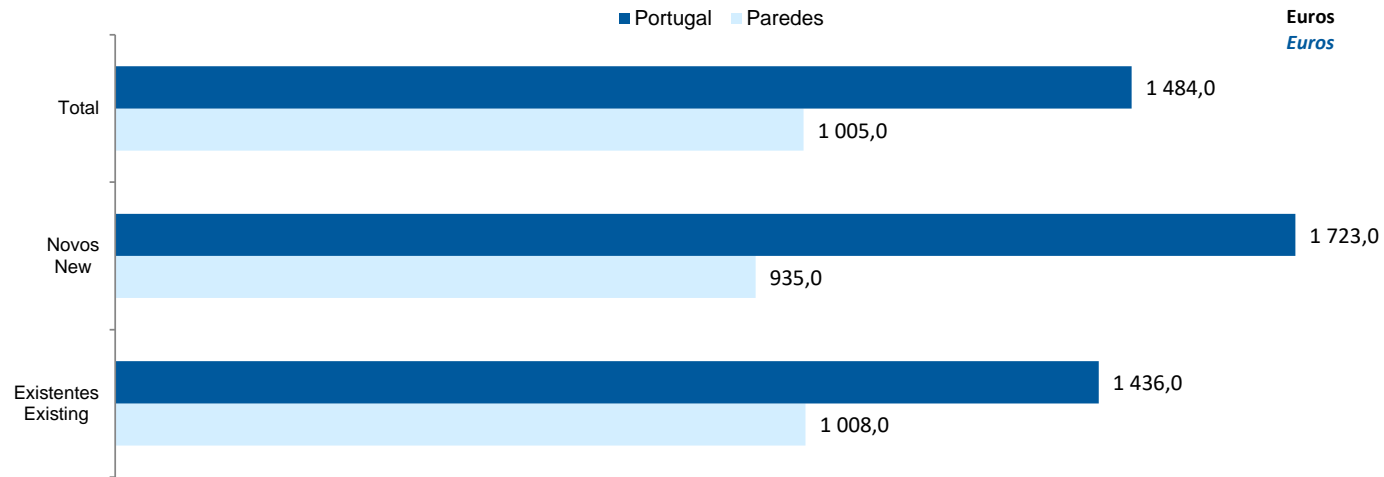 Portugal Paredes
Euros
Euros
Total
1 484,0
1 005,0
Novos
New
1 723,0
935,0
Existentes
Existing
1 436,0
1 008,0